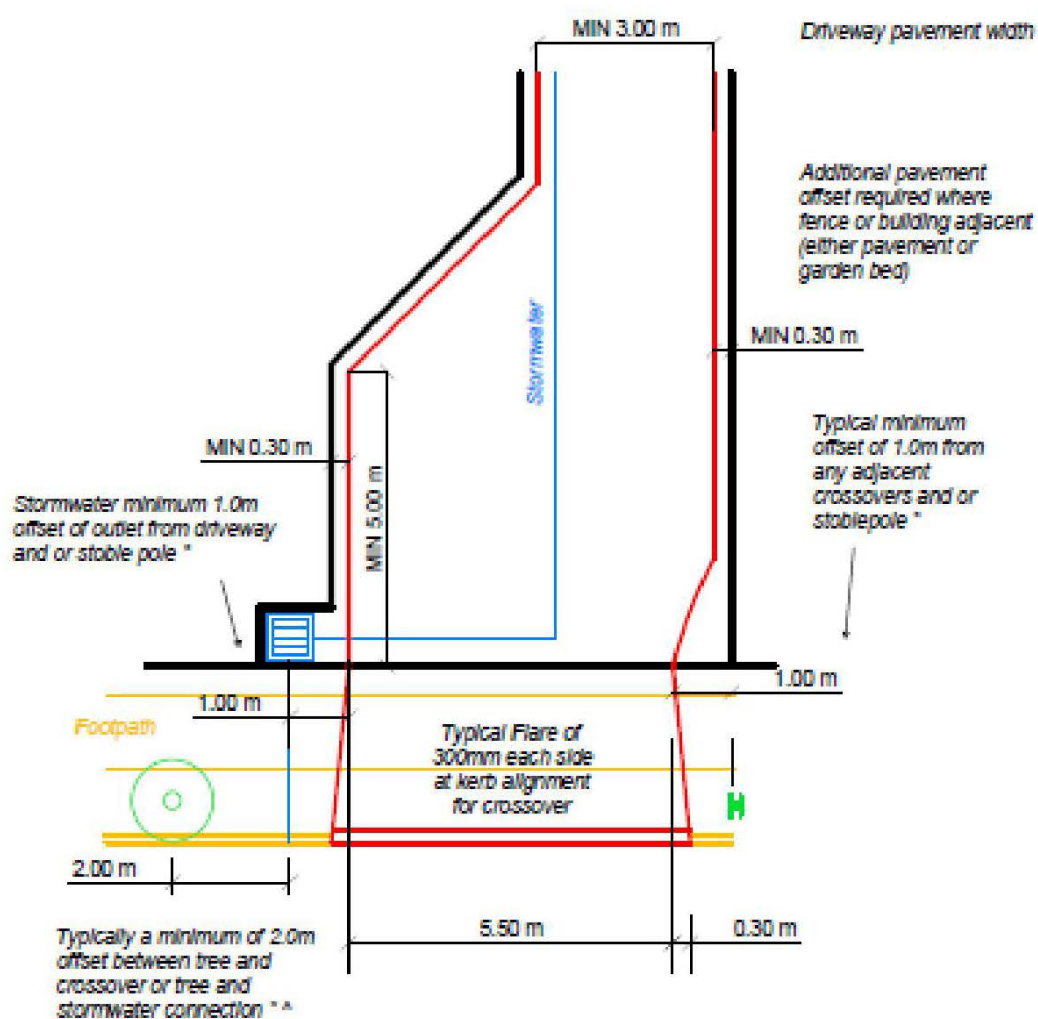 MIN 3.00 m
Driveway pavement width
Additional pavement
offset required where
fence or building adjacent
(either pavement or
garden bed)
Stormwater
MIN 0.30 m
Typical minimum
offset of 1.0m from
any adjacent
crossovers and or
stoblepole *
MIN 0.30 m
MIN 5.00 m
Stormwater minimum 1.0m
offset of outlet from driveway
and or stoble pole *
1.00 m
1.00 m
Footpath
Typical Flare of
300mm each side
at kerb alignment
for crossover
H
2.00 m
5.50 m
0.30 m
Typically a minimum of 2.0m
offset between tree and
crossover or tree and
stormwater connection * ^